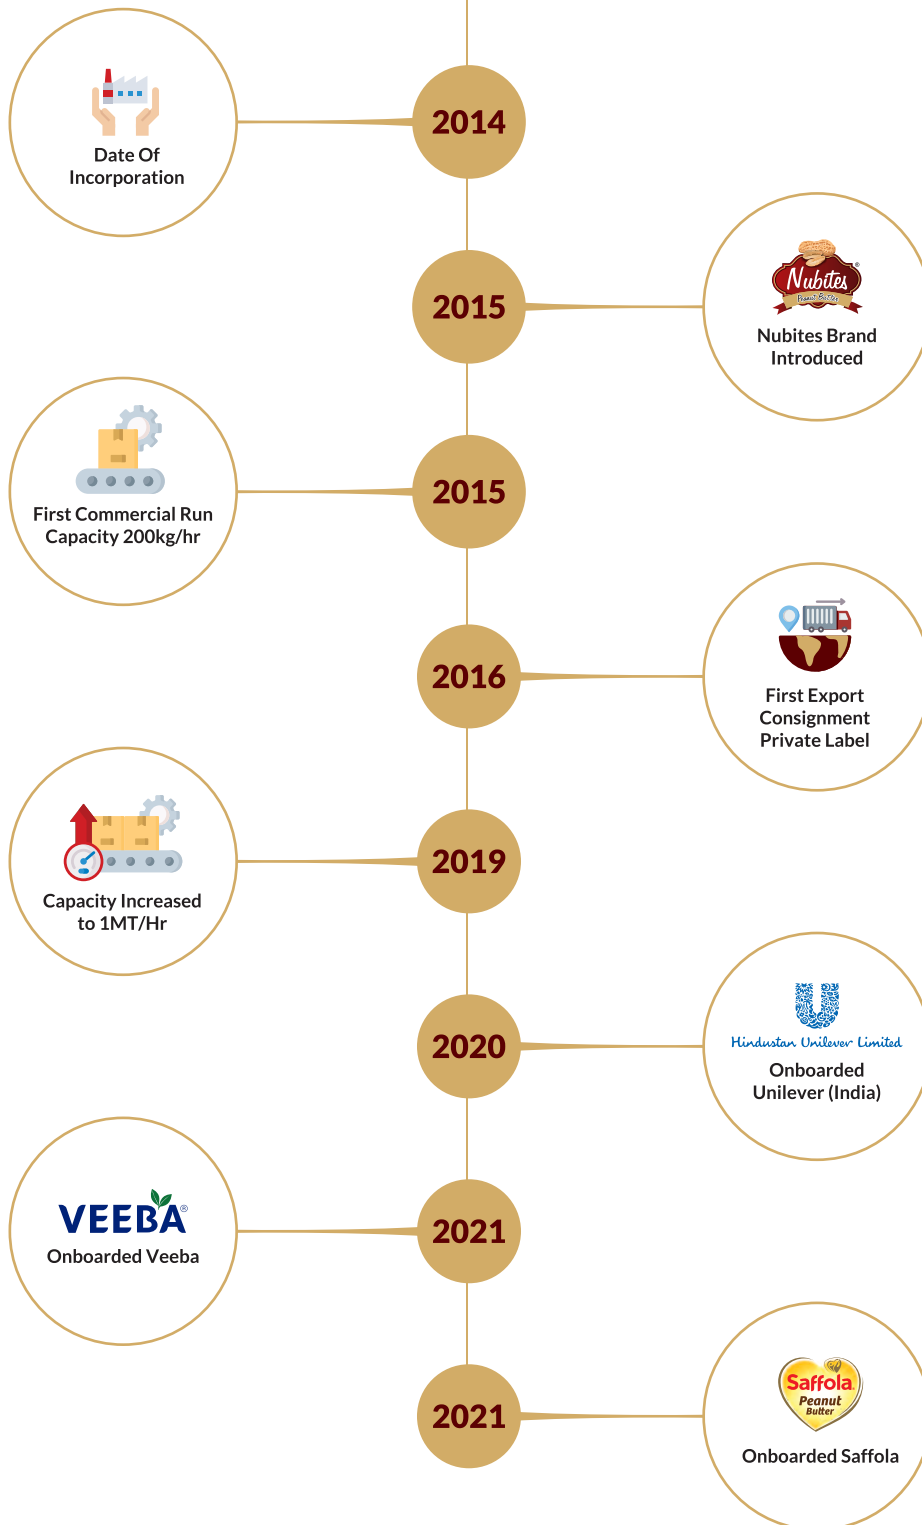 2014
Date Of
Incorporation
2015
Nubites®
Peanut Butter
Nubites Brand
Introduced
2015
First Commercial Run
Capacity 200kg/hr
2016
First Export
Consignment
Private Label
2019
Capacity Increased
to 1MT/Hr
2020
Hindustan Unilever Limited
Onboarded
Unilever (India)
2021
VEEBA®
Onboarded Veeba
2021
Saffola
Peanut
Butter
Onboarded Saffola